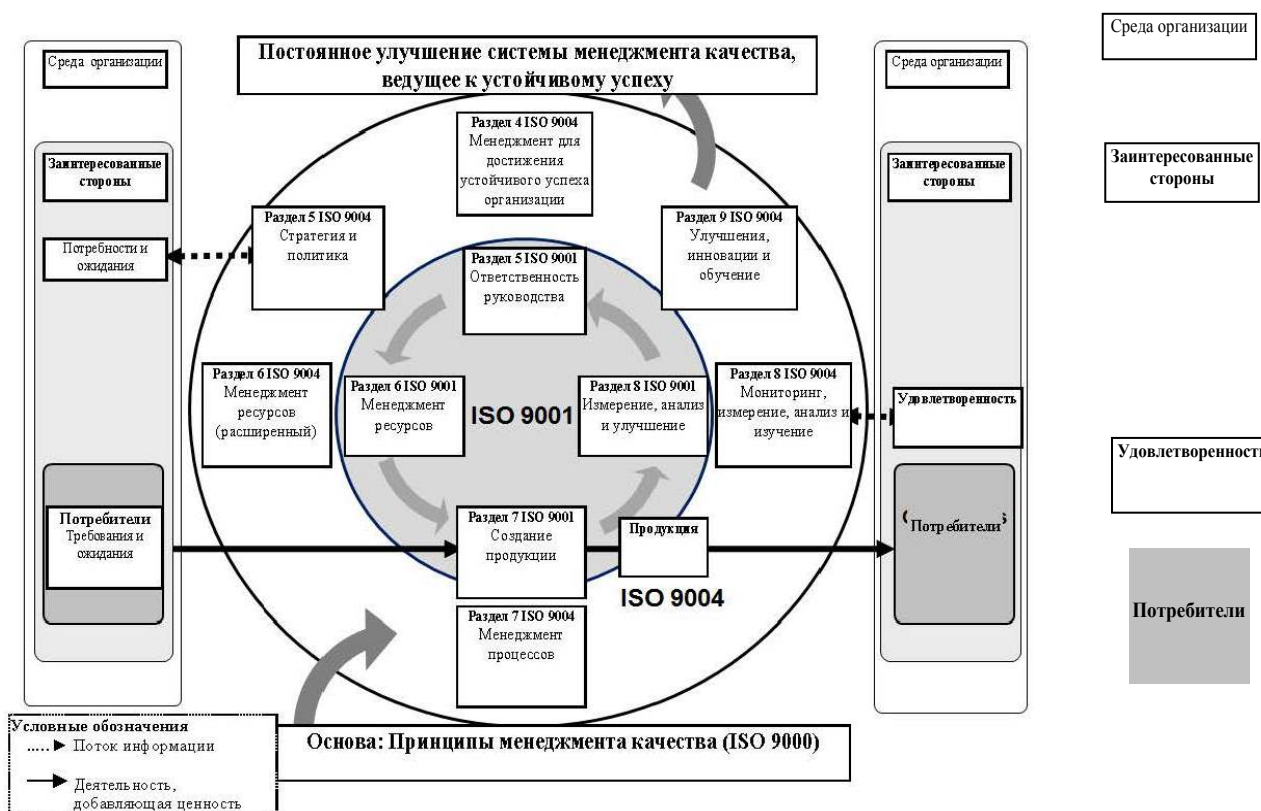 Постоянное улучшение системы менеджмента качества,
ведущее к устойчивому успеху
Среда организации
Заинтересованные
стороны
Потребности и
ожидания
Потребители
Требования и
ожидания
Раздел 4 ISO 9004
Менеджмент для
достижения
устойчивого успеха
организации
Раздел 5 ISO 9004
Стратегия и
политика
Раздел 9 ISO 9004
Улучшения,
инновации и
обучение
Раздел 5 ISO 9001
Ответственность
руководства
Раздел 6 ISO 9004
Менеджмент
ресурсов
(расширенный)
Раздел 6 ISO 9001
Менеджмент
ресурсов
ISO 9001
Раздел 8 ISO 9001
Измерение, анализ
и улучшение
Раздел 8 ISO 9004
Мониторинг,
измерение, анализ и
изучение
Раздел 7 ISO 9001
Создание
продукции
Продукция
ISO 9004
Раздел 7 ISO 9004
Менеджмент
процессов
Среда организации
Заинтересованные
стороны
Удовлетворенность
Потребители
Условные обозначения
Поток информации
Деятельность,
добавляющая ценность
Основа: Принципы менеджмента качества (ISO 9000)
Среда организации
Заинтересованные
стороны
Удовлетворенность
Потребители